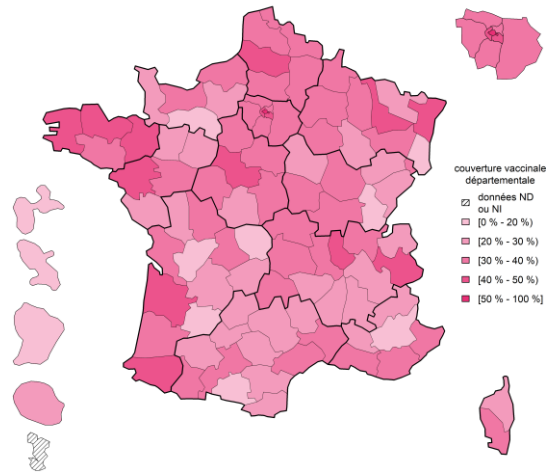 couverture vaccinale
départementale
données ND
ou NI
[0 % - 20 %)
[20 % - 30 %)
[30 % - 40 %)
[40 % - 50 %)
[50 % - 100 %]